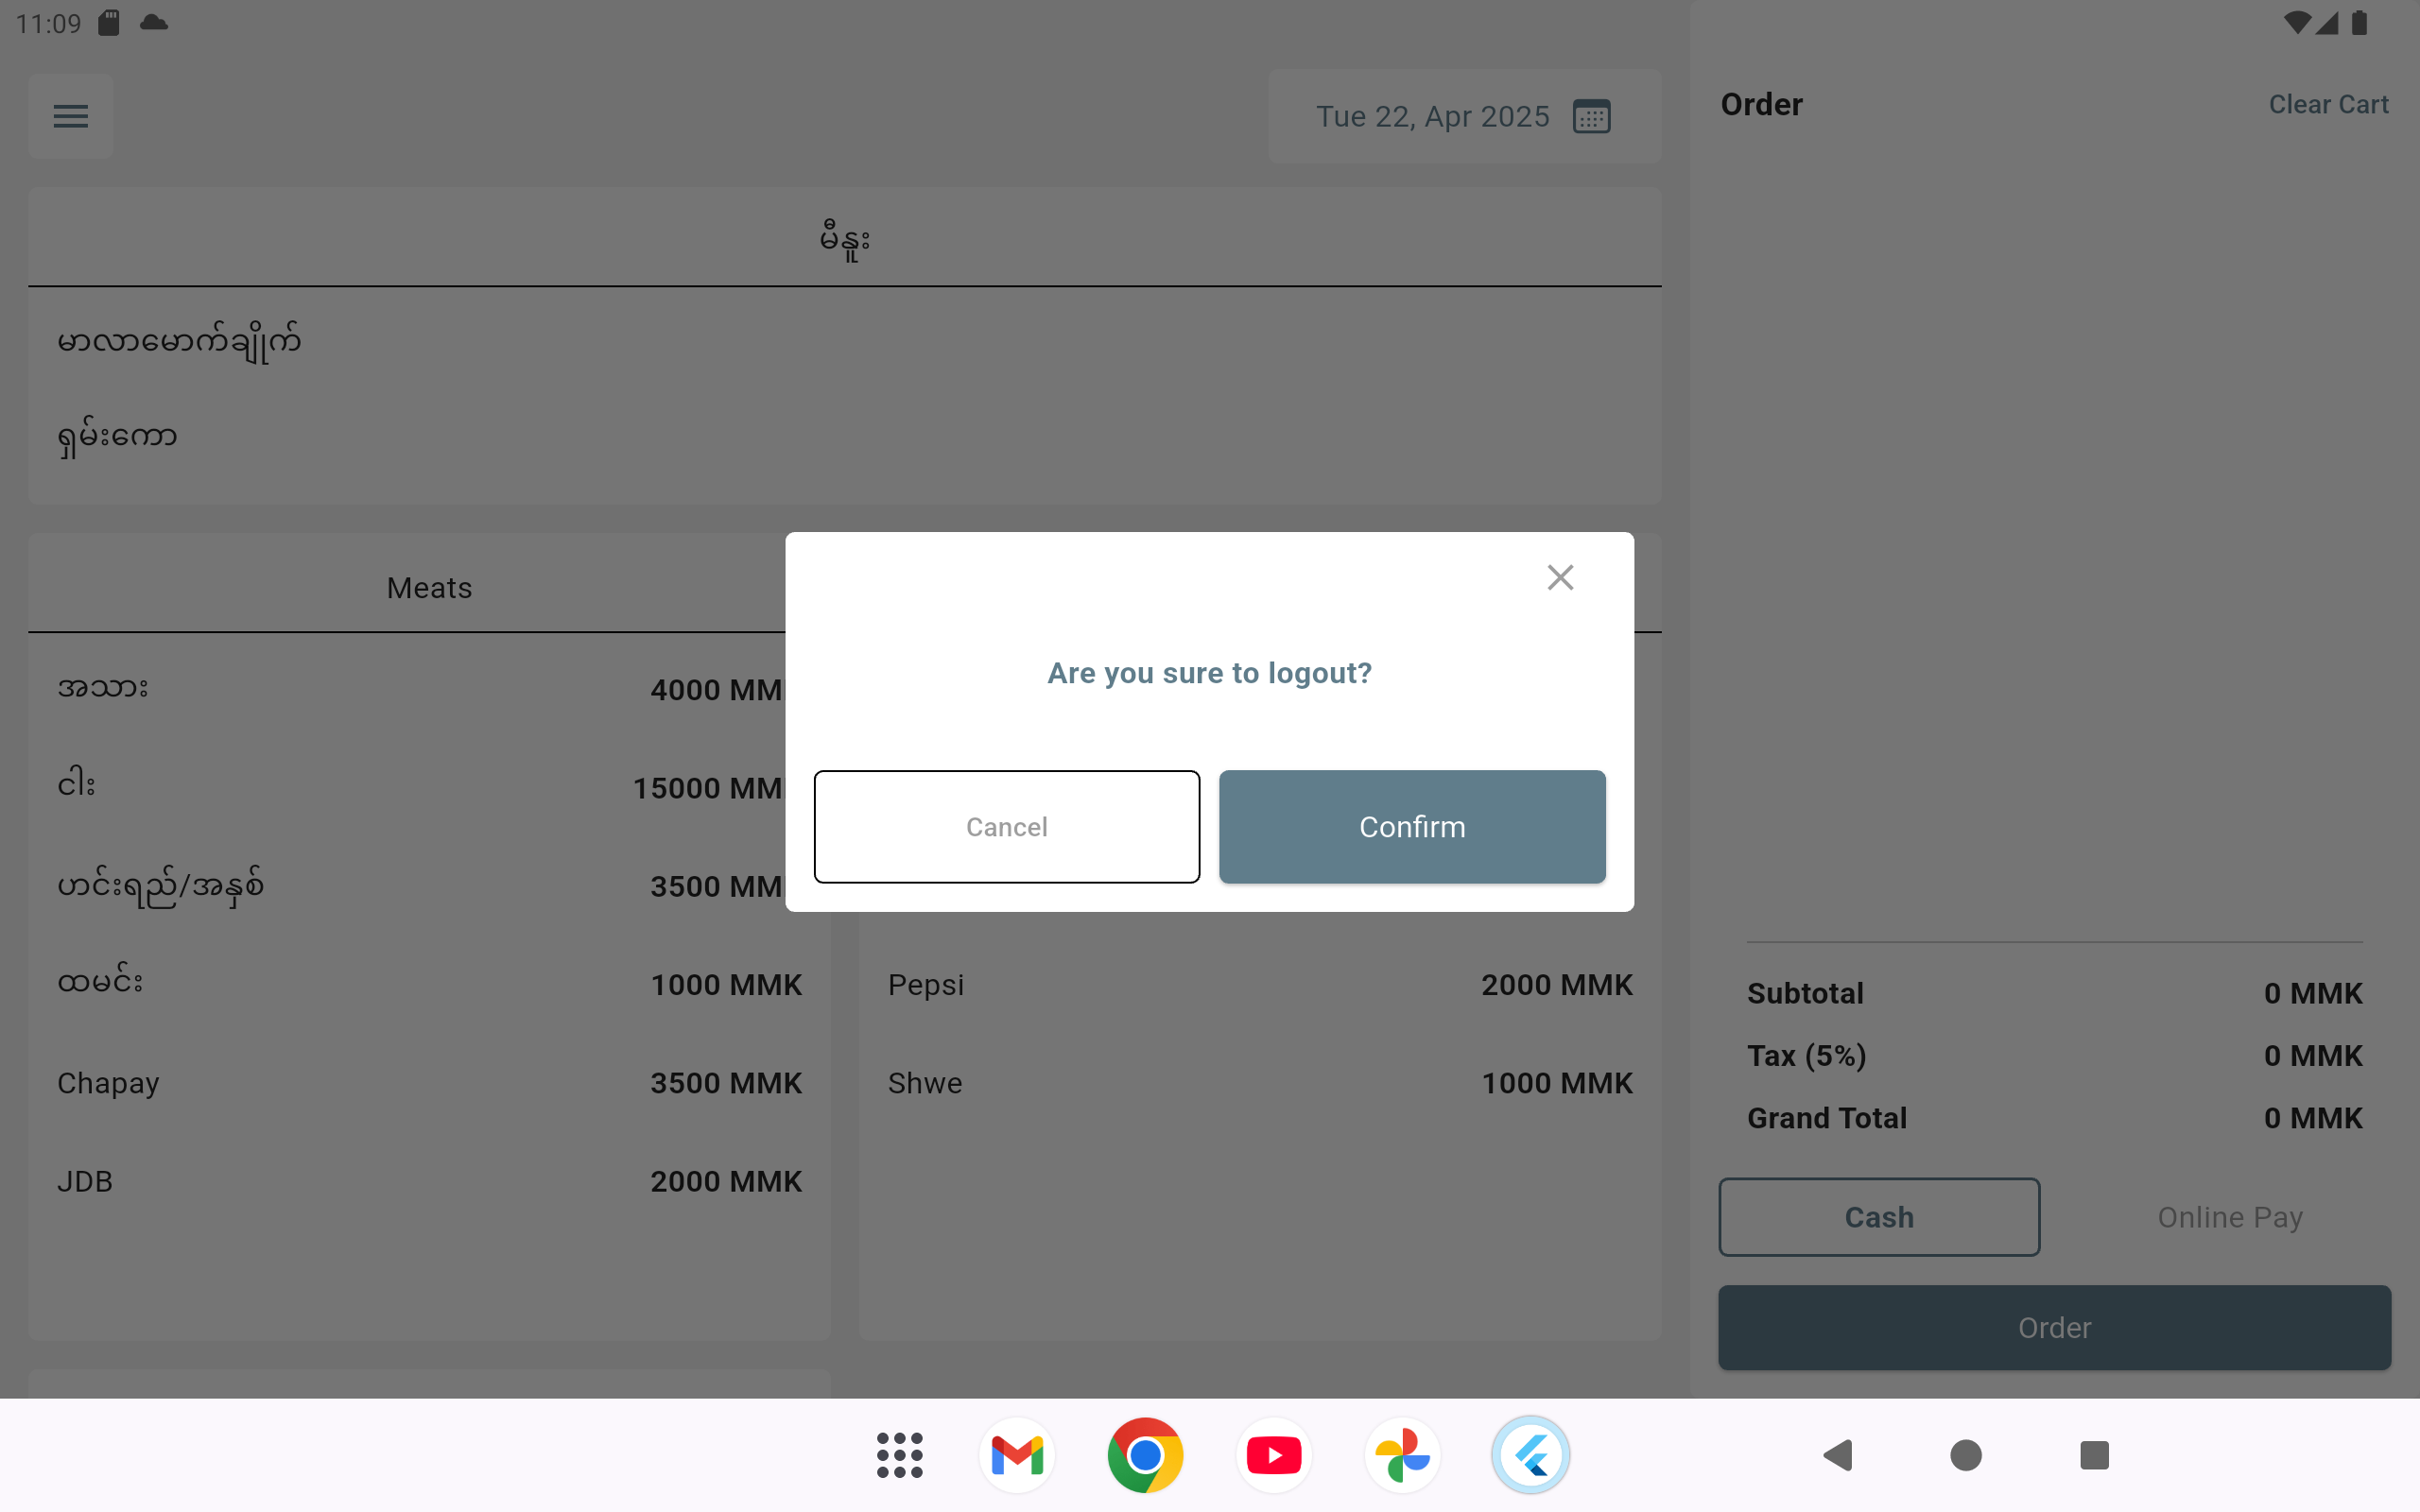 11:09
Tue 22, Apr 2025
Order
Clear Cart
မီနူး
မာလာမောက်ချိုက်
ရှမ်းကော
Meats
အသား
4000 MM
ငါး
15000 MM
ဟင်းရည်/အနှစ်
3500 MM
ထမင်း
1000 MMK
Chapay
3500 MMK
JDB
2000 MMK
Are you sure to logout?
Cancel
Confirm
Pepsi
2000 MMK
Shwe
1000 MMK
Subtotal
0 MMK
Tax (5%)
0 MMK
Grand Total
0 MMK
Cash
Online Pay
Order